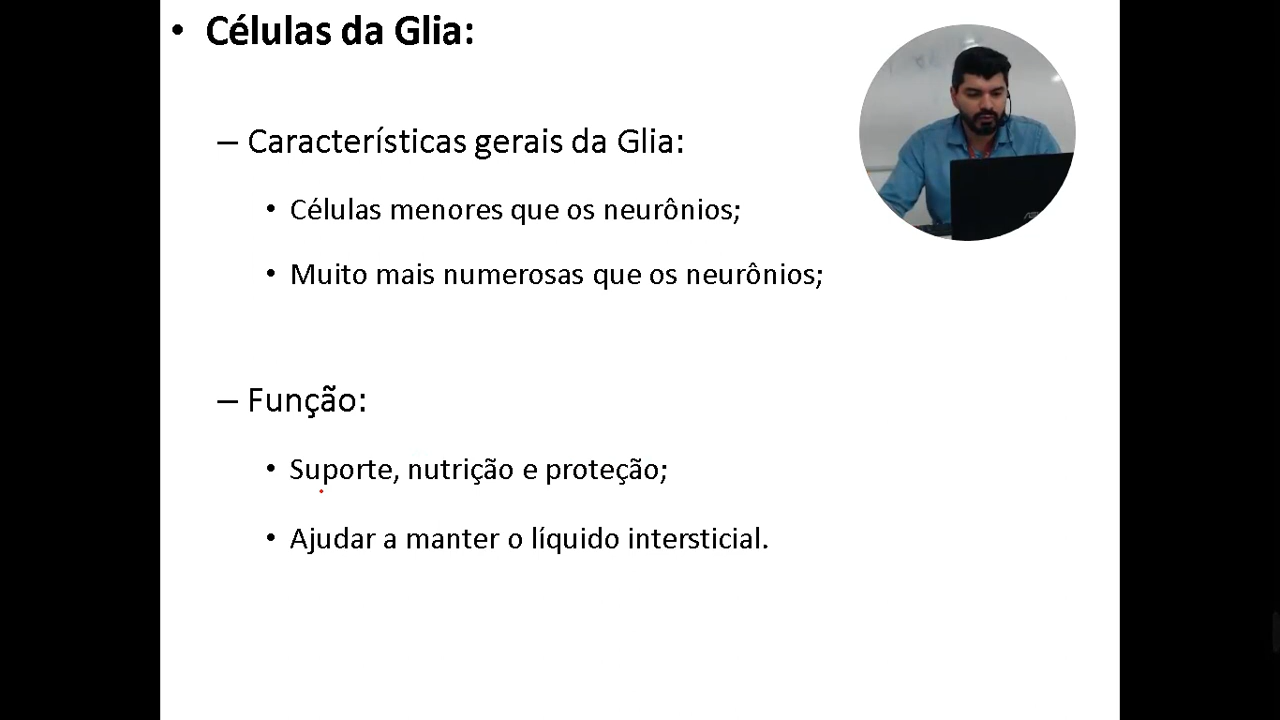 • Células da Glia:
– Características gerais da Glia:
• Células menores que os neurônios;
• Muito mais numerosas que os neurônios;
– Função:
• Suporte, nutrição e proteção;
• Ajudar a manter o líquido intersticial.